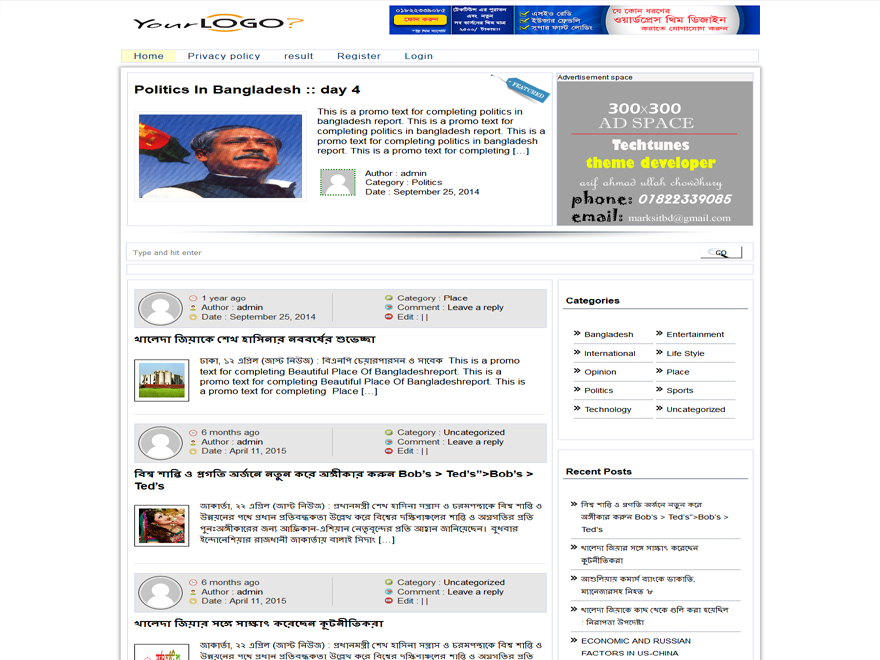 YourLOGO?
০১৮২২৩৩৯০৮৫
ফোন করুন
টেকটিউন্স এর পুরাতন
এবং নতুন
সব ভার্সনের থিম মাত্র
২৫০০/ টাকায়!!
এসইও রেডি
ইউজার ফ্রেন্ডলি
সুপার ফাস্ট লোডিং
যে কোন ধরণের
ওয়ার্ডপ্রেস থিম ডিজাইন
করাতে যোগাযোগ করুন
Home Privacy policy result Register Login
Politics In Bangladesh :: day 4
FEATURED
This is a promo text for completing politics in
bangladesh report. This is a promo text for
completing politics in bangladesh report. This is a
promo text for completing politics in bangladesh
report. This is a promo text for completing [...]
Author : admin
Category : Politics
Date : September 25, 2014
Advertisement space
300x300
AD SPACE
Techtunes
theme developer
arif ahmad ullah chowdhury
phone: 01822339085
email: marksitbd@gmail.com
Type and hit enter
GO
1 year ago
Author : admin
Date : September 25, 2014
Category : Place
Comment : Leave a reply
Edit : | |
খালেদা জিয়াকে শেখ হাসিনার নববর্ষের শুভেচ্ছা
ঢাকা, ১২ এপ্রিল (জাস্ট নিউজ) : বিএনপি চেয়ারপারসন ও সাবেক This is a promo
text for completing Beautiful Place Of Bangladeshreport. This is a
promo text for completing Beautiful Place Of Bangladeshreport. This is
a promo text for completing Place [...]
6 months ago
Author : admin
Date : April 11, 2015
Category : Uncategorized
Comment : Leave a reply
Edit : | |
বিশ্ব শান্তি ও প্রগতি অর্জনে নতুন করে অঙ্গীকার করুন Bob's > Ted's">Bob's >
Ted's
জাকার্তা, ২২ এপ্রিল (জাস্ট নিউজ) : প্রধানমন্ত্রী শেখ হাসিনা সন্ত্রাস ও চরমপন্থাকে বিশ্ব শান্তি ও
উন্নয়নের পথে প্রধান প্রতিবন্ধকতা উল্লেখ করে বিশ্বের দক্ষিণাঞ্চলের শান্তি ও অগ্রগতির প্রতি
পুনঃঅঙ্গীকারের জন্য আফ্রিকান-এশিয়ান নেতৃবৃন্দের প্রতি আহ্বান জানিয়েছেন। বুধবার
ইন্দোনেশিয়ার রাজধানী জাকার্তায় বালাই সিদাং [...]
6 months ago
Author : admin
Date : April 11, 2015
Category : Uncategorized
Comment : Leave a reply
Edit : | |
খালেদা জিয়ার সঙ্গে সাক্ষাৎ করেছেন কূটনীতিকরা
জাকার্তা, ২২ এপ্রিল (জাস্ট নিউজ) : প্রধানমন্ত্রী শেখ হাসিনা সন্ত্রাস ও চরমপন্থাকে বিশ্ব শান্তি ও
উন্নয়নের পথে প্রধান প্রতিবন্ধকতা উল্লেখ করে বিশ্বের দক্ষিণাঞ্চলের শান্তি ও অগ্রগতির প্রতি
Categories
Bangladesh Entertainment
International Life Style
Opinion Place
Politics Sports
Technology Uncategorized
Recent Posts
বিশ্ব শান্তি ও প্রগতি অর্জনে নতুন করে
অঙ্গীকার করুন Bob's > Ted's">Bob's >
Ted's
খালেদা জিয়ার সঙ্গে সাক্ষাৎ করেছেন
কূটনীতিকরা
আশুলিয়ায় কমার্স ব্যাংকে ডাকাতি,
ম্যানেজারসহ নিহত ৮
খালেদা জিয়াকে কাছ থেকে গুলি করা হয়েছিল
: নিরাপত্তা উপদেষ্টা
ECONOMIC AND RUSSIAN
FACTORS IN US-CHINA